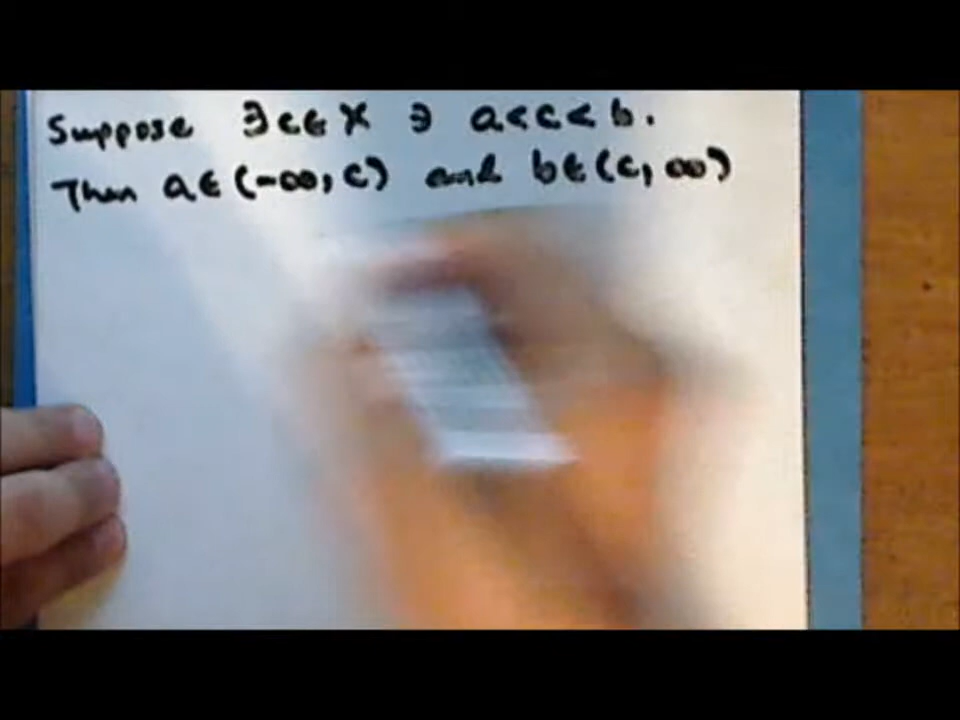 Suppose ∃ c ∈ X ∋ a < c < b.
Then a ∈ (-∞, c) and b ∈ (c, ∞)